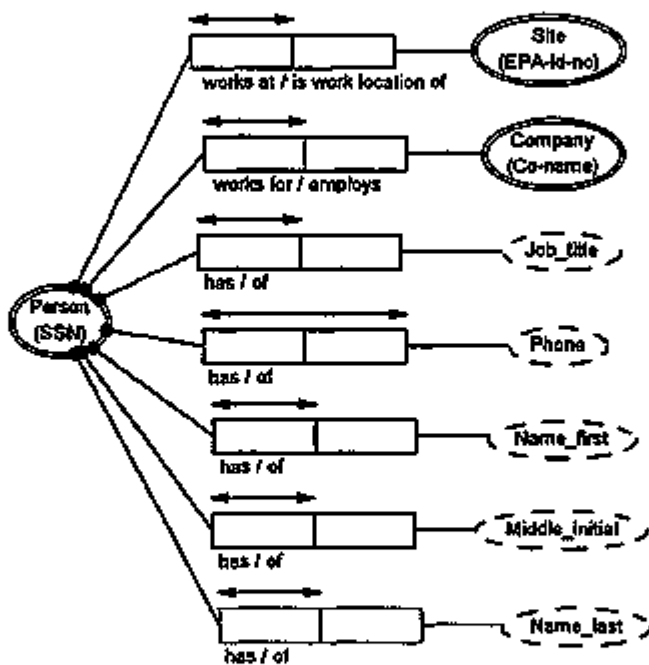 Site
(EPA-id-no)
works at / is work location of
Company
(Co-name)
works for / employs
Job_title
has / of
Person
(SSN)
Phone
has / of
Name_first
has / of
Middle_initial
has / of
Name_last
has / of